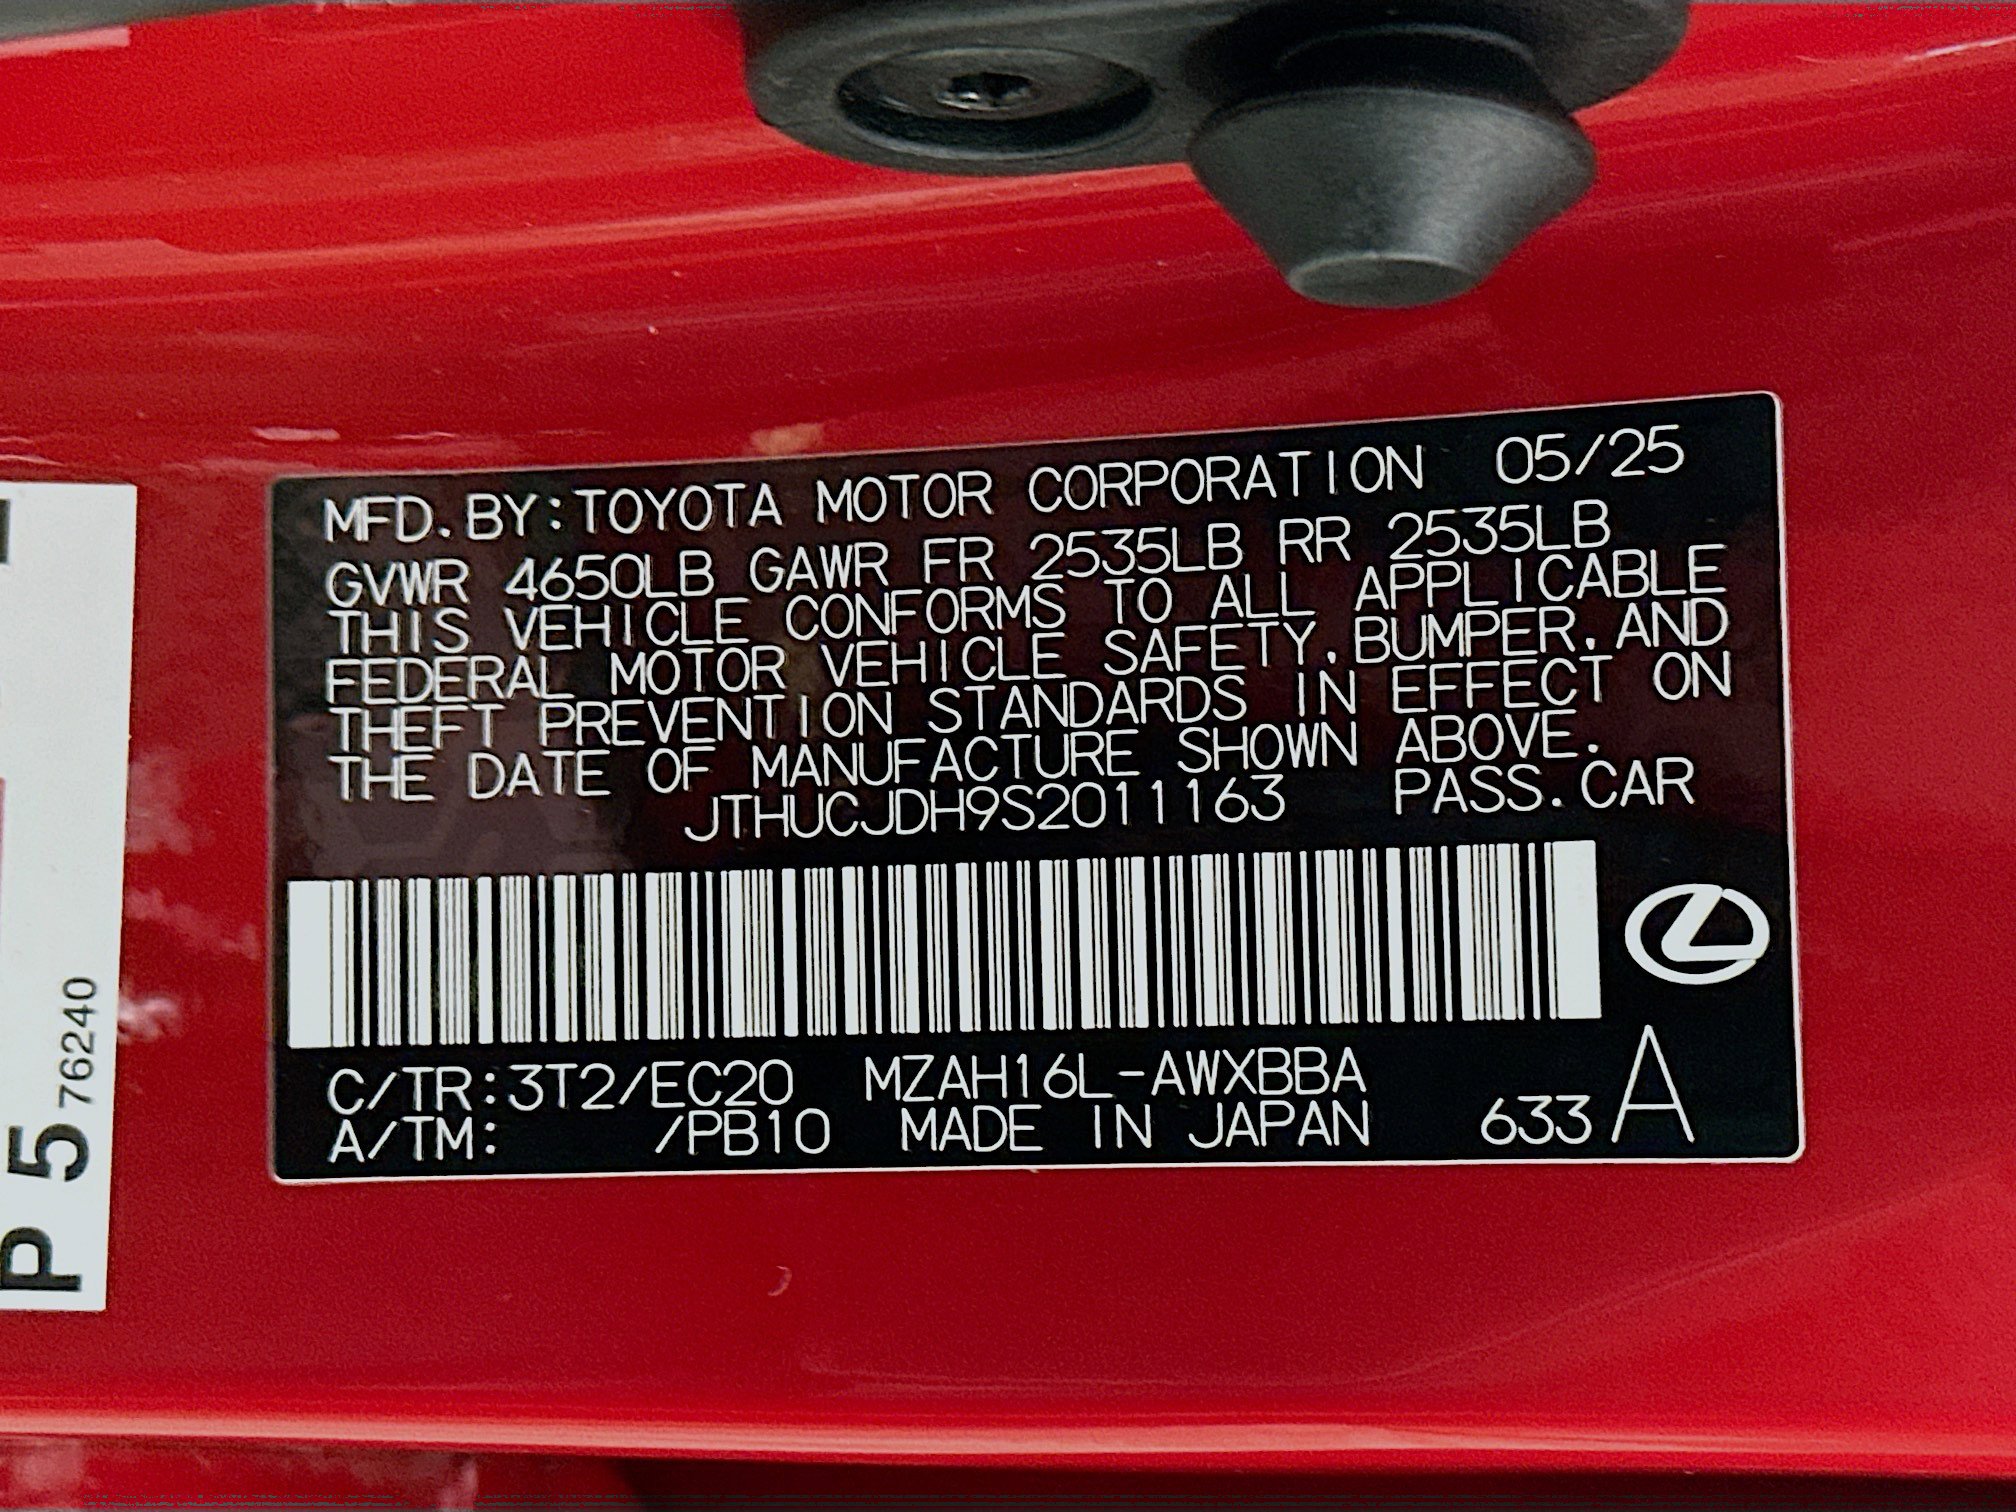 MFD.BY:TOYOTA MOTOR CORPORATION 05/25
GVWR 4650LB GAWR FR 2535LB RR 2535LB
THIS VEHICLE CONFORMS TO ALL APPLICABLE
FEDERAL MOTOR VEHICLE SAFETY,BUMPER,AND
THEFT PREVENTION STANDARDS IN EFFECT ON
THE DATE OF MANUFACTURE SHOWN ABOVE.
JTHUCJDH9S2011163 PASS.CAR
C/TR:3T2/EC20 MZAH16L-AWXBBA
A/TM: /PB10 MADE IN JAPAN 633 A
P 5 76240